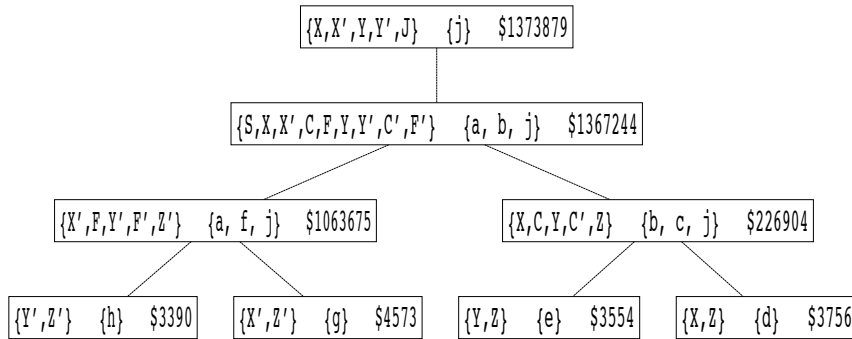 {X,X',Y,Y',J} {j} $1373879
{S,X,X',C,F,Y,Y',C',F'} {a, b, j} $1367244
{X',F,Y',F',Z'} {a, f, j} $1063675
{X,C,Y,C',Z} {b, c, j} $226904
{Y',Z'} {h} $3390
{X',Z'} {g} $4573
{Y,Z} {e} $3554
{X,Z} {d} $3756